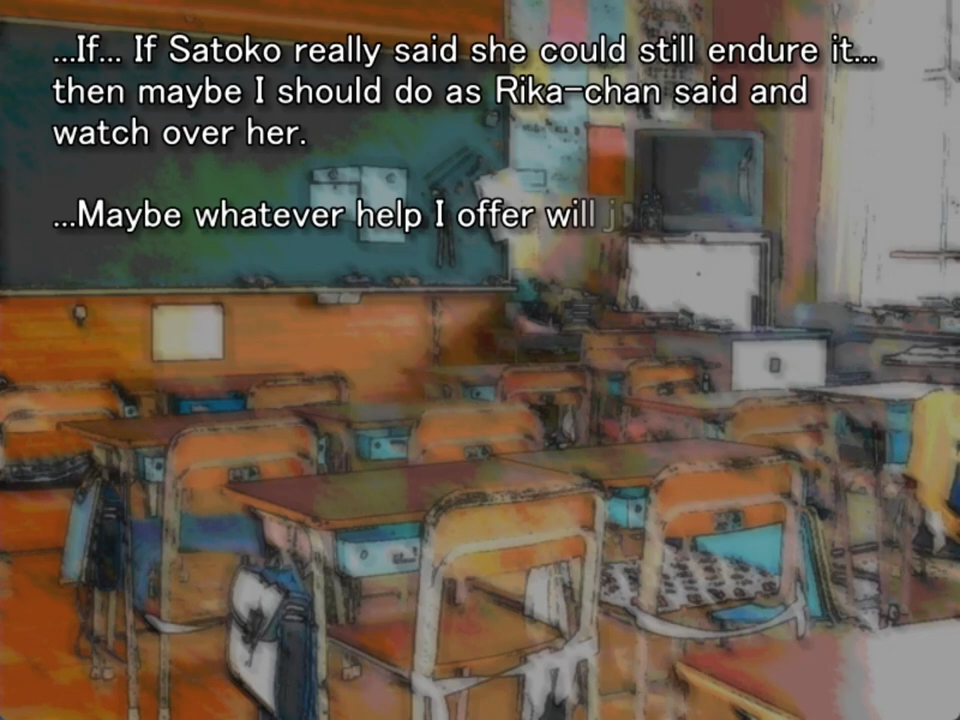 ...If... If Satoko really said she could still endure it...
then maybe I should do as Rika-chan said and
watch over her.
...Maybe whatever help I offer will